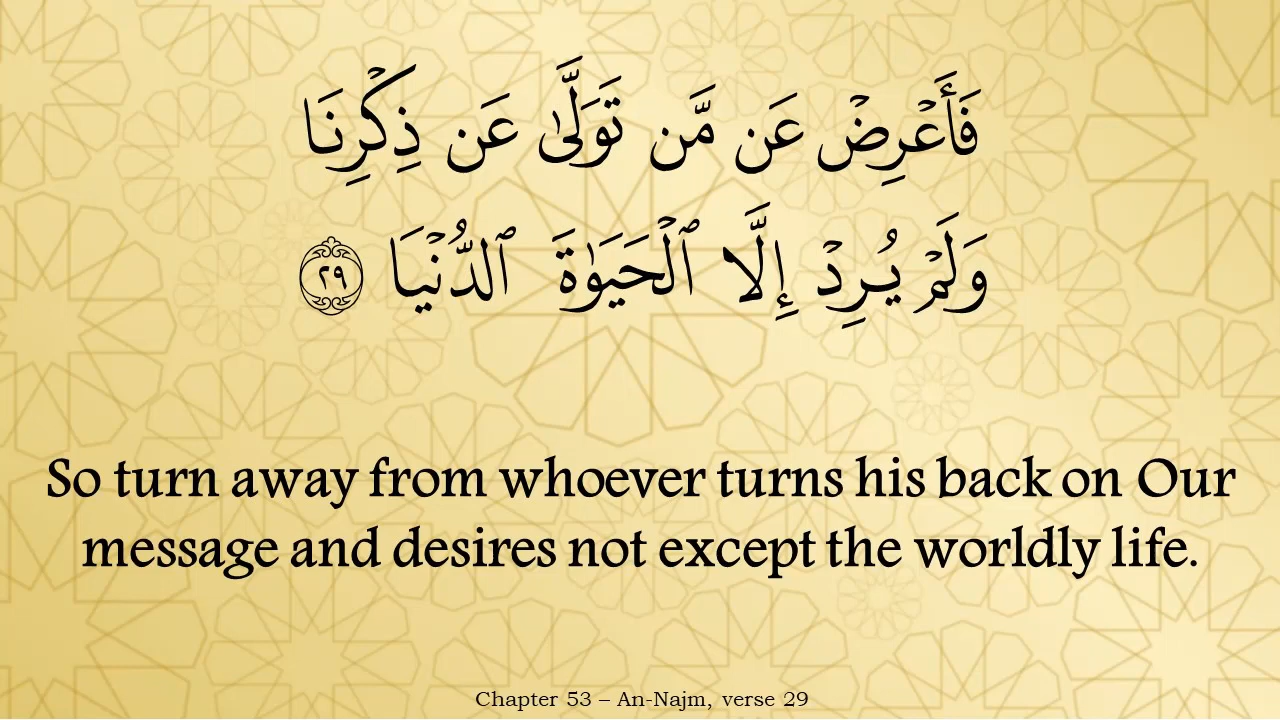 فَأَعۡرِضۡ عَن مَّن تَوَلَّىٰ عَن ذِكۡرِنَا
وَلَمۡ يُرِدۡ إِلَّا ٱلۡحَيَوٰةَ ٱلدُّنۡيَا ٢٩
So turn away from whoever turns his back on Our
message and desires not except the worldly life.
Chapter 53 – An-Najm, verse 29